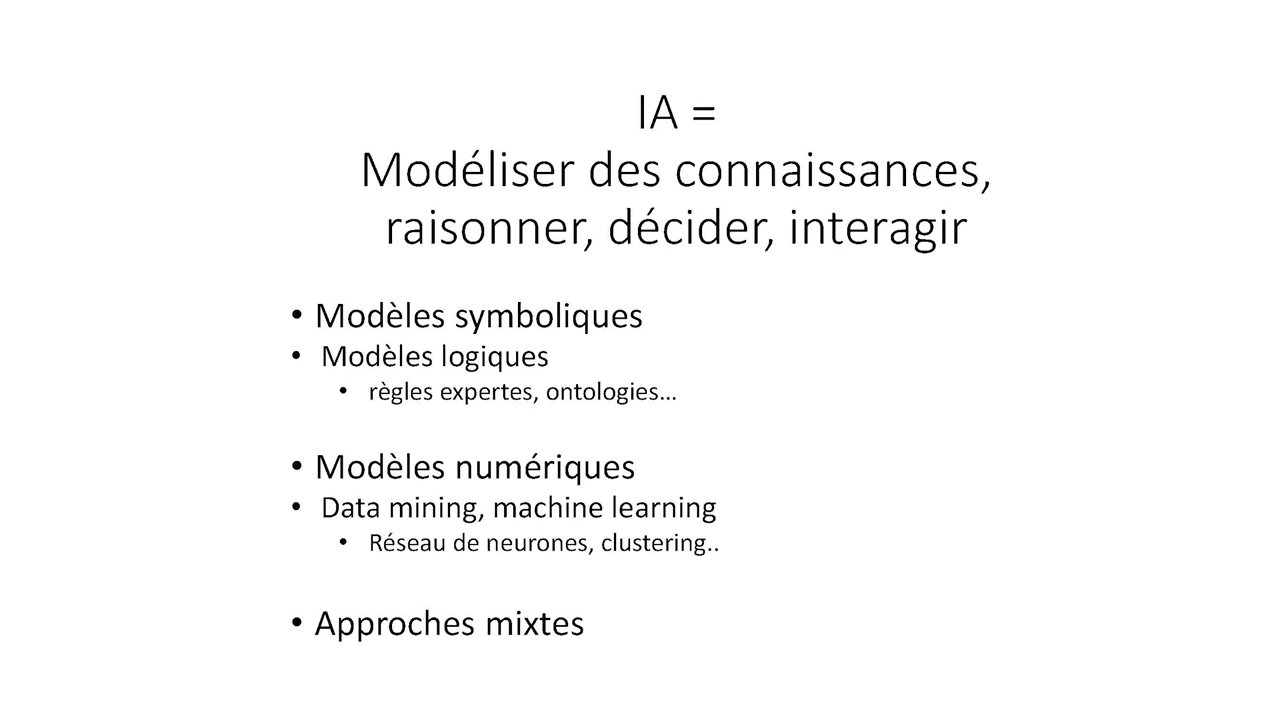 IA =
Modéliser des connaissances,
raisonner, décider, interagir
• Modèles symboliques
• Modèles logiques
• règles expertes, ontologies...
• Modèles numériques
• Data mining, machine learning
• Réseau de neurones, clustering..
• Approches mixtes